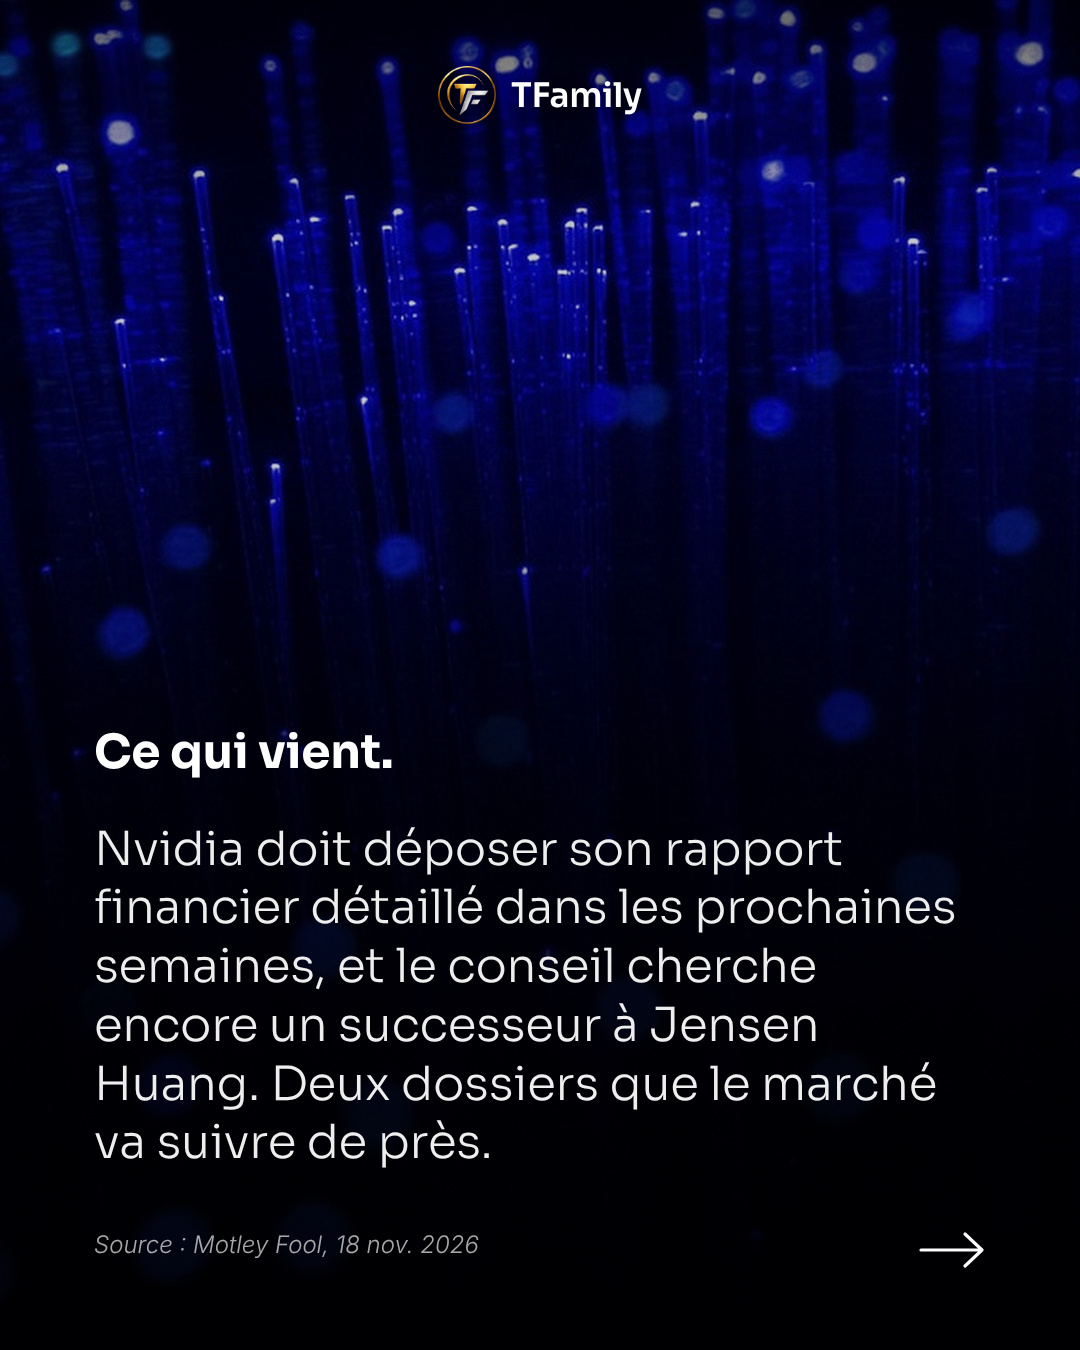 TF TFamily
Ce qui vient.
Nvidia doit déposer son rapport
financier détaillé dans les prochaines
semaines, et le conseil cherche
encore un successeur à Jensen
Huang. Deux dossiers que le marché
va suivre de près.
Source : Motley Fool, 18 nov. 2026